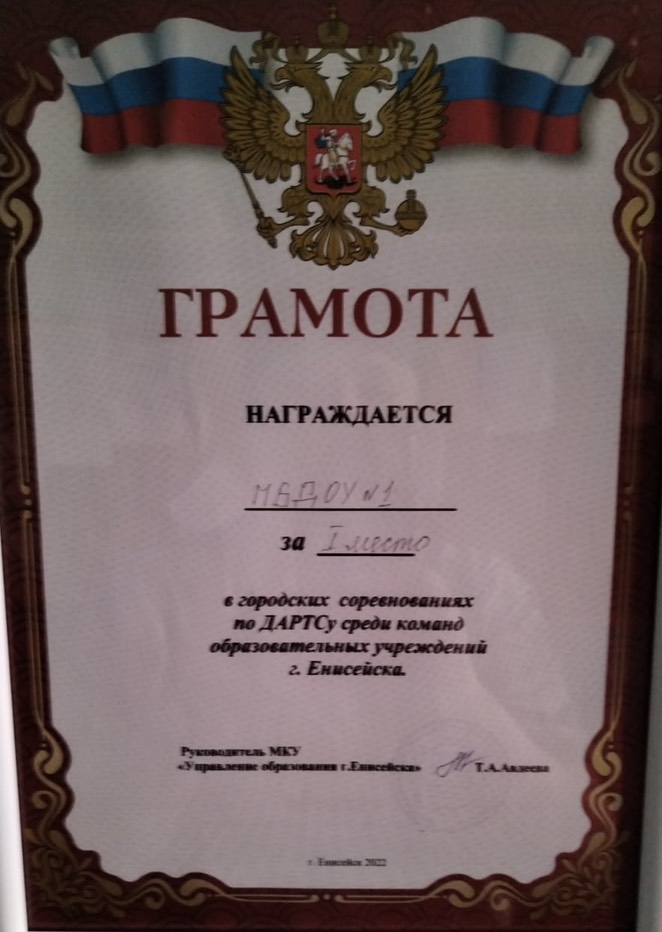 ГРАМОТА
НАГРАЖДАЕТСЯ
МБДОУ №1
за I место
в городских соревнованиях
по ДАРТСу среди команд
образовательных учреждений
г. Енисейска.
Руководитель МКУ
«Управление образования г.Енисейска» Т.А.Авдеева
г. Енисейск 2022